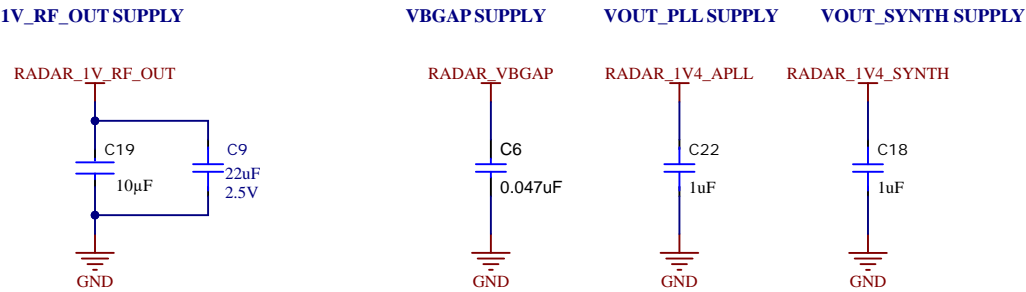 1V_RF_OUT SUPPLY
VBGAP SUPPLY
VOUT_PLL SUPPLY
VOUT_SYNTH SUPPLY
RADAR_1V_RF_OUT
RADAR_VBGAP
RADAR_1V4_APLL
RADAR_1V4_SYNTH
C19
10µF
C9
22uF
2.5V
C6
0.047uF
C22
1uF
C18
1uF
GND
GND
GND
GND